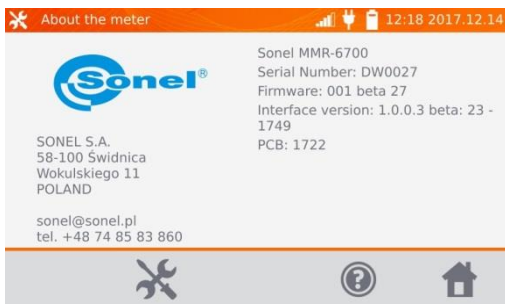 About the meter
12:18 2017.12.14
Sonel®
SONEL S.A.
58-100 Świdnica
Wokulskiego 11
POLAND
sonel@sonel.pl
tel. +48 74 85 83 860
Sonel MMR-6700
Serial Number: DW0027
Firmware: 001 beta 27
Interface version: 1.0.0.3 beta: 23 -
1749
PCB: 1722